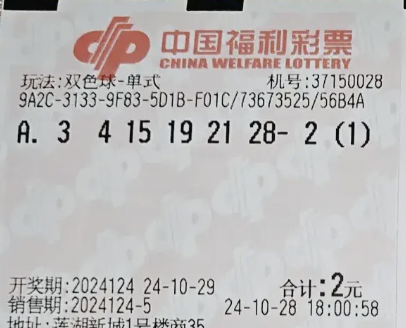 中国福利彩票
CHINA WELFARE LOTTERY
玩法:双色球-单式 机号:37150028
9A2C-3133-9F83-5D1B-F01C/73673525/56B4A
A. 3 4 15 19 21 28- 2 (1)
开奖期:2024124 24-10-29 合计:2元
销售期:2024124-5 24-10-28 18:00:58
地址:莲湖新城1号楼商35